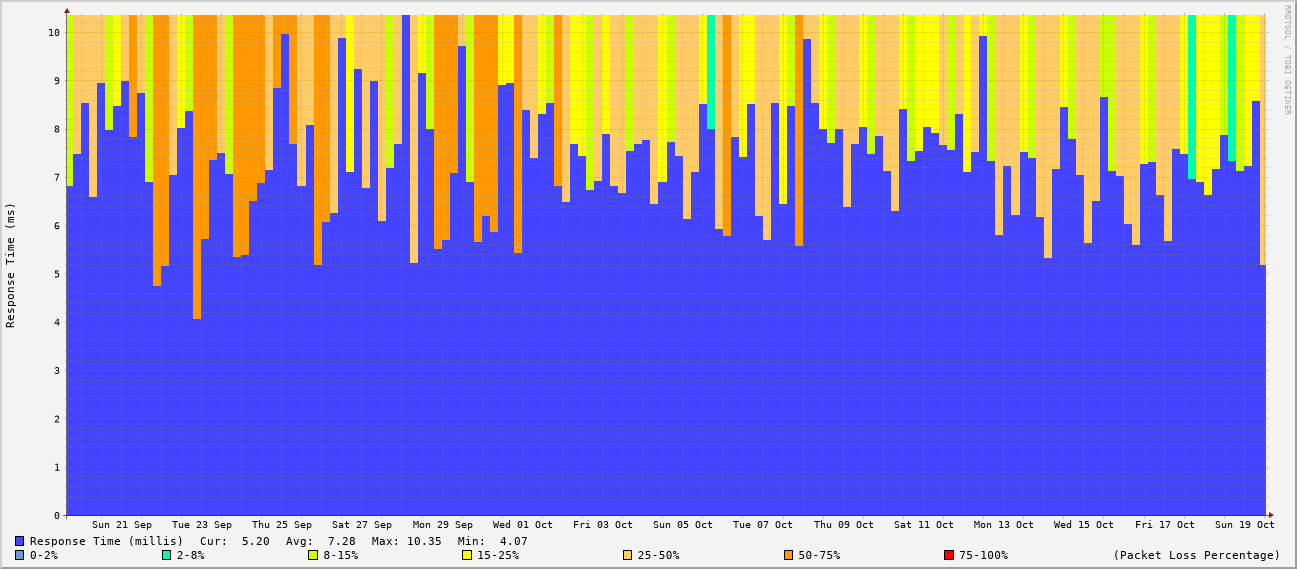 RRDTOOL / TOBI OETIKER
Response Time (ms)
10
9
8
7
6
5
4
3
2
1
0
Sun 21 Sep Tue 23 Sep Thu 25 Sep Sat 27 Sep Mon 29 Sep Wed 01 Oct Fri 03 Oct Sun 05 Oct Tue 07 Oct Thu 09 Oct Sat 11 Oct Mon 13 Oct Wed 15 Oct Fri 17 Oct Sun 19 Oct
Response Time (millis) Cur: 5.20 Avg: 7.28 Max: 10.35 Min: 4.07
0-2% 2-8% 8-15% 15-25% 25-50% 50-75% 75-100% (Packet Loss Percentage)